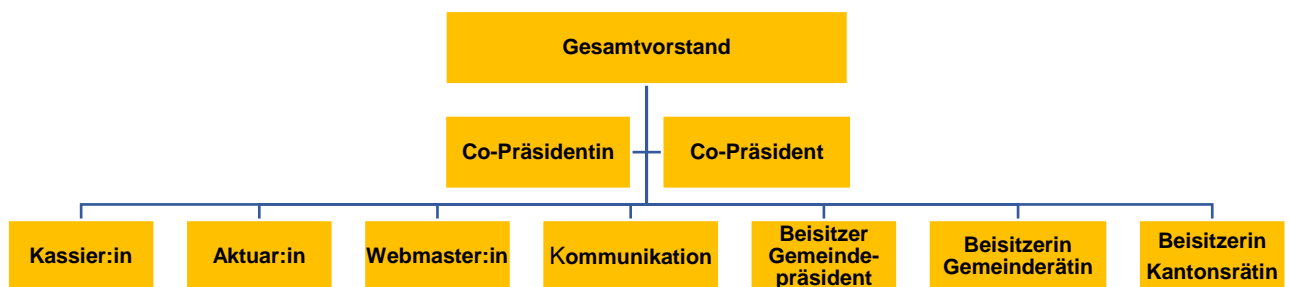 Gesamtvorstand
Co-Präsidentin
Co-Präsident
Kassier:in
Aktuar:in
Webmaster:in
Kommunikation
Beisitzer
Gemeinde-
präsident
Beisitzerin
Gemeinderätin
Beisitzerin
Kantonsrätin